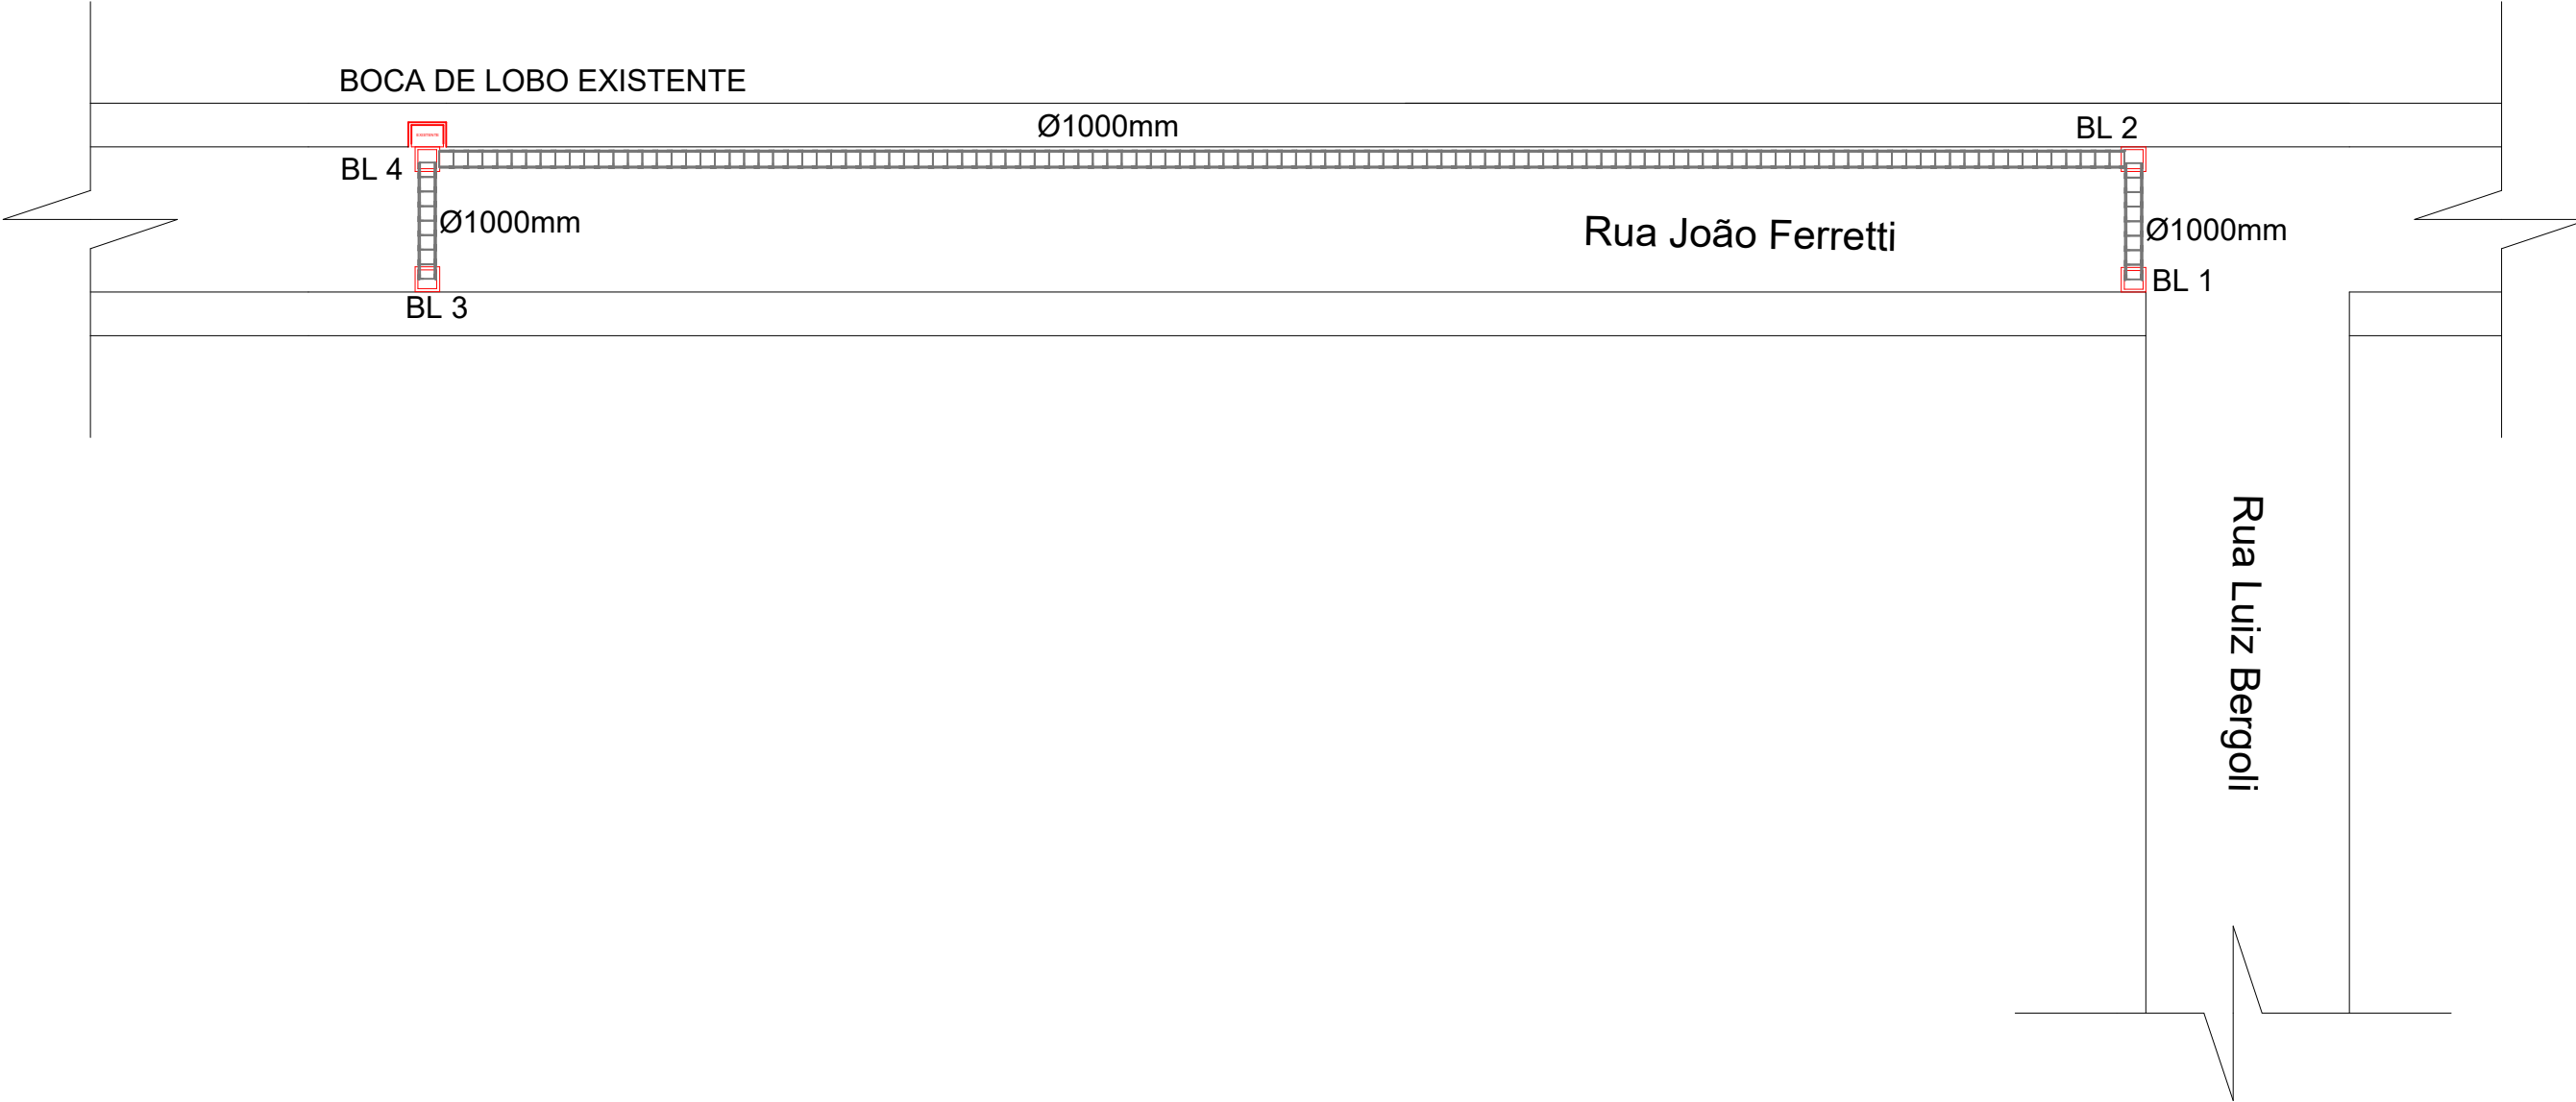 BOCA DE LOBO EXISTENTE
Ø1000mm
BL 2
EXISTENTE
BL 4
Ø1000mm
Rua João Ferretti
Ø1000mm
BL 1
BL 3
Rua Luiz Bergoli